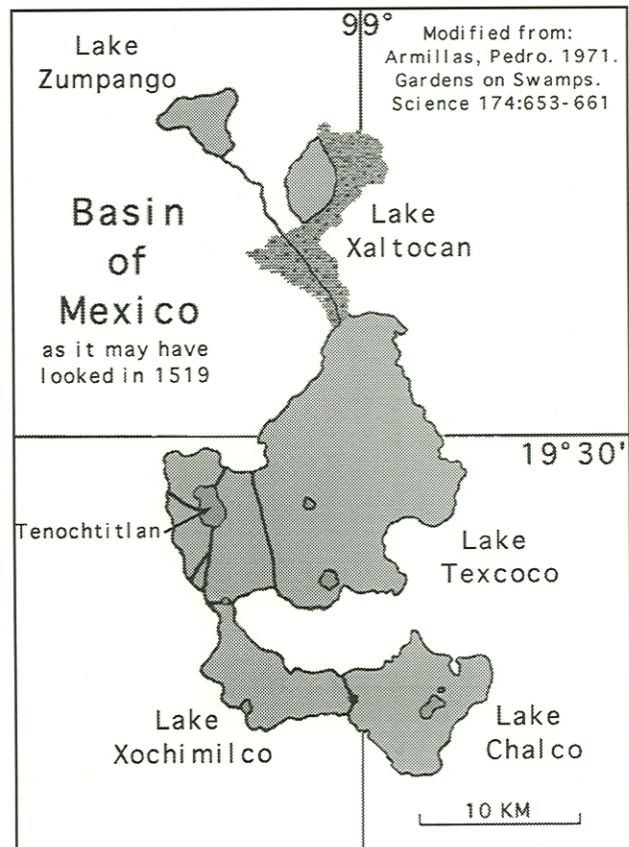 Lake
Zumpango
99°
Modified from:
Armillas, Pedro. 1971.
Gardens on Swamps.
Science 174:653-661
Basin
of
Mexico
as it may have
looked in 1519
Lake
Xaltocan
19°30'
Tenochtitlan
Lake
Texcoco
Lake
Xochimilco
Lake
Chalco
10 KM